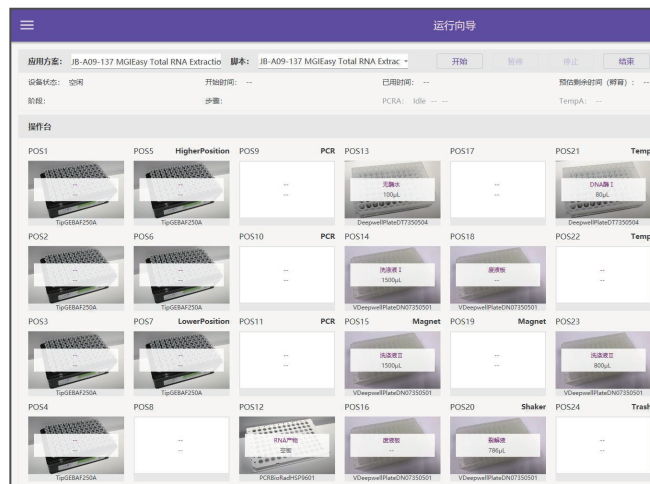 运行向导
应用方案: JB-A09-137 MGIEasy Total RNA Extractio 脚本: JB-A09-137 MGIEasy Total RNA Extrac 开始 暂停 停止 结束
设备状态: 空闲 开始时间: -- 已用时间: -- 预估剩余时间（孵育）: --
阶段: 步骤: PCRA: Idle -- -- TempA: --
操作台
POS1 POS5 HigherPosition POS9 PCR POS13 POS17 POS21 Temp
-- -- -- 无酶水 -- DNA酶 I
-- -- -- 100μL -- 80μL
TipGEBAF250A TipGEBAF250A DeepwellPlateDT7350504 DeepwellPlateDT7350504
POS2 POS6 POS10 PCR POS14 POS18 POS22 Temp
-- -- -- 洗涤液 I 废液板 --
-- -- -- 1500μL -- --
TipGEBAF250A TipGEBAF250A VDeepwellPlateDN07350501 VDeepwellPlateDN07350501
POS3 POS7 LowerPosition POS11 PCR POS15 Magnet POS19 Magnet POS23
-- -- -- 洗涤液II -- 洗涤液II
-- -- -- 1500μL -- 800μL
TipGEBAF250A TipGEBAF250A VDeepwellPlateDN07350501 VDeepwellPlateDN07350501
POS4 POS8 POS12 POS16 POS20 Shaker POS24 Trash
-- -- RNA产物 废液板 裂解液 --
-- -- 空板 -- 786μL --
TipGEBAF250A PCRBioRadHSP9601 VDeepwellPlateDN07350501 VDeepwellPlateDN07350501